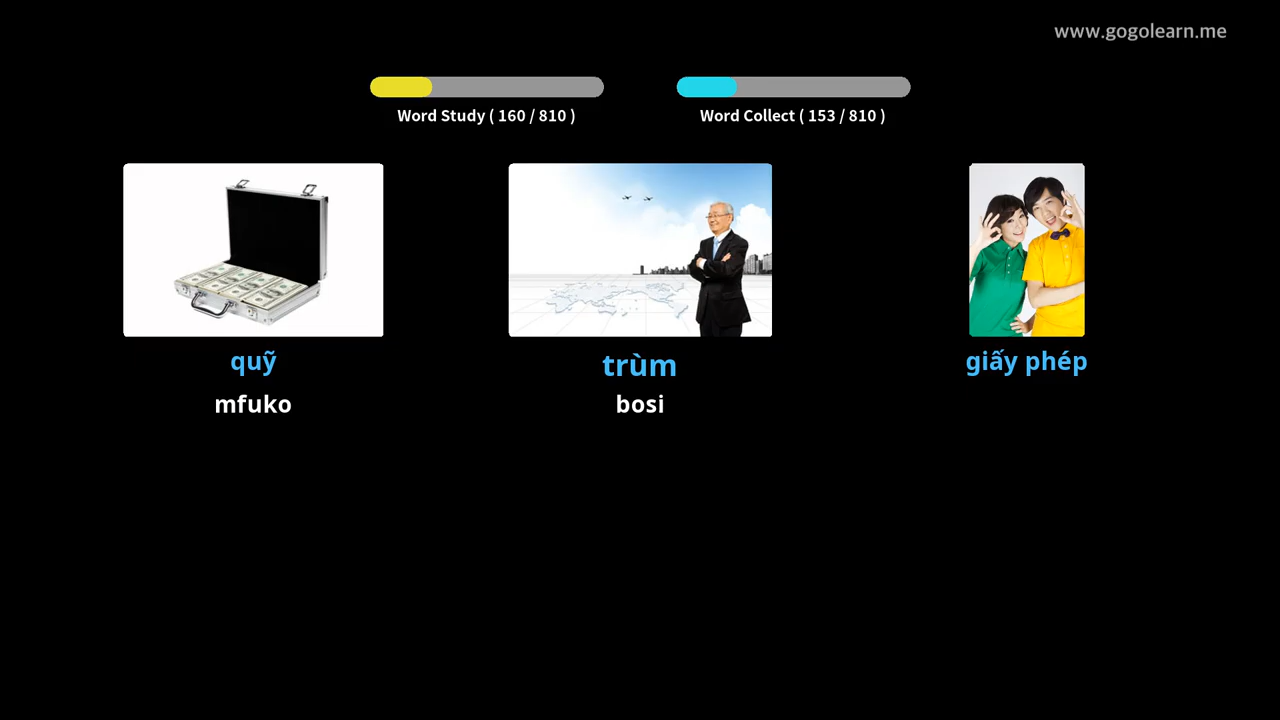 www.gogolearn.me
Word Study ( 160 / 810 )
Word Collect ( 153 / 810 )
quỹ
mfuko
trùm
bosi
giấy phép